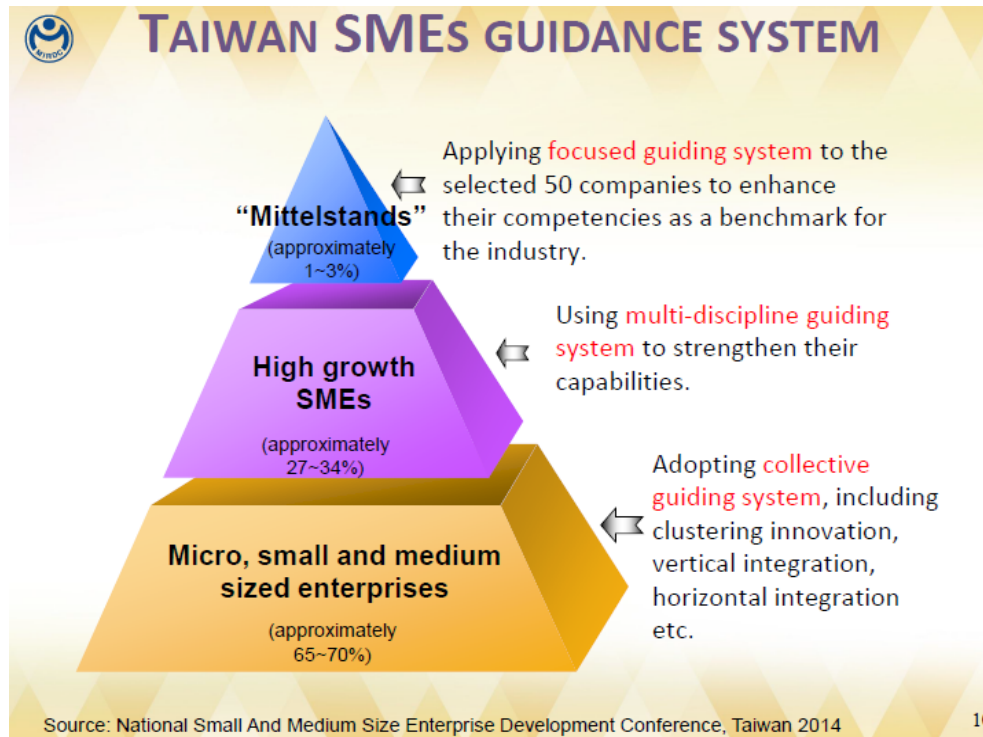 TAIWAN SMES GUIDANCE SYSTEM
Applying focused guiding system to the
selected 50 companies to enhance
their competencies as a benchmark for
the industry.
“Mittelstands”
(approximately
1~3%)
Using multi-discipline guiding
system to strengthen their
capabilities.
High growth
SMEs
(approximately
27~34%)
Adopting collective
guiding system, including
clustering innovation,
vertical integration,
horizontal integration
etc.
Micro, small and medium
sized enterprises
(approximately
65~70%)
Source: National Small And Medium Size Enterprise Development Conference, Taiwan 2014